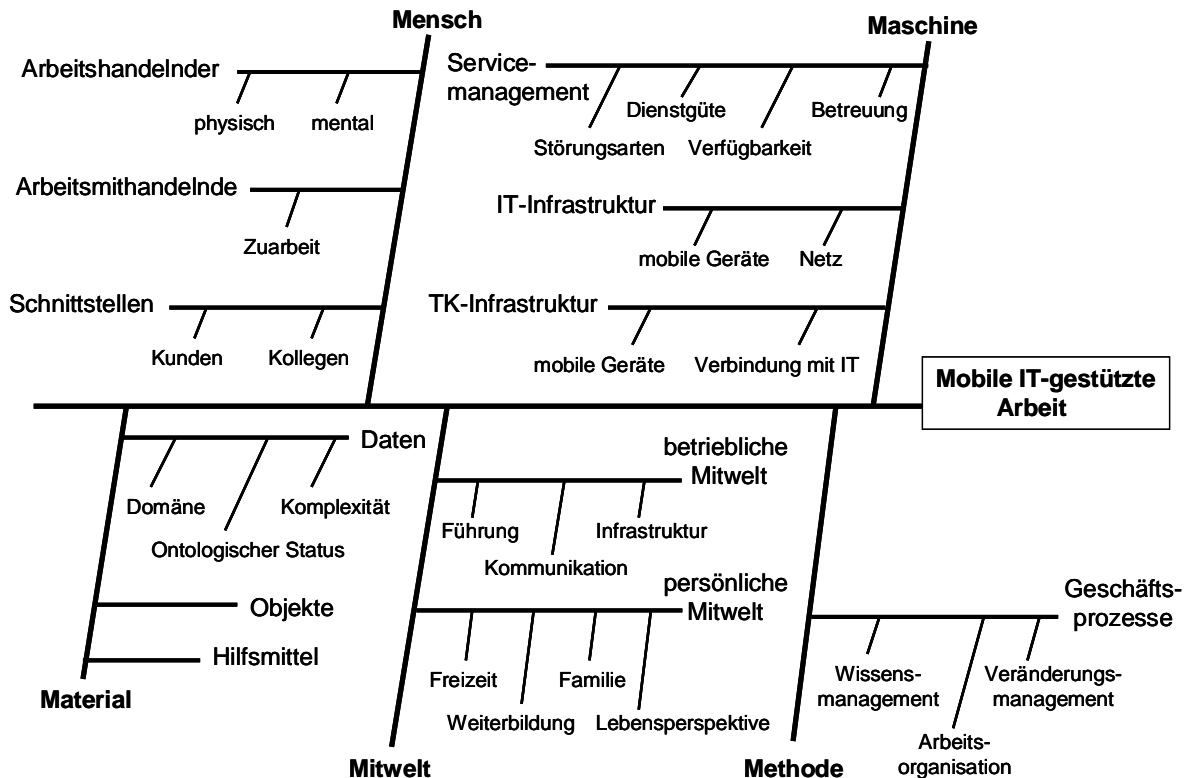 Mensch
Arbeitshandelnder
physisch
mental
Arbeitsmithandelnde
Zuarbeit
Schnittstellen
Kunden
Kollegen
Maschine
Service-
management
Störungsarten
Dienstgüte
Verfügbarkeit
Betreuung
IT-Infrastruktur
mobile Geräte
Netz
TK-Infrastruktur
mobile Geräte
Verbindung mit IT
Mobile IT-gestützte
Arbeit
Daten
Domäne
Ontologischer Status
Komplexität
Objekte
Hilfsmittel
Material
betriebliche
Mitwelt
Führung
Kommunikation
Infrastruktur
persönliche
Mitwelt
Freizeit
Weiterbildung
Familie
Lebensperspektive
Mitwelt
Geschäfts-
prozesse
Wissens-
management
Arbeits-
organisation
Veränderungs-
management
Methode